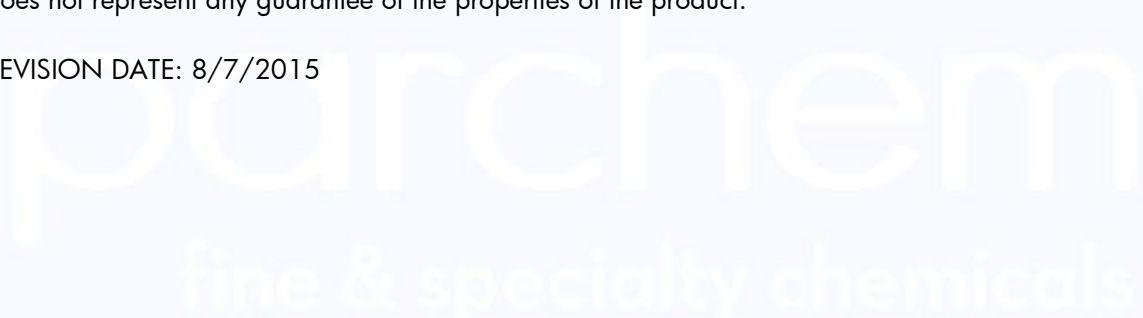 oes not represent any guarantee of the properties of the product.
EVISION DATE: 8/7/2015
parchem
fine & specialty chemicals